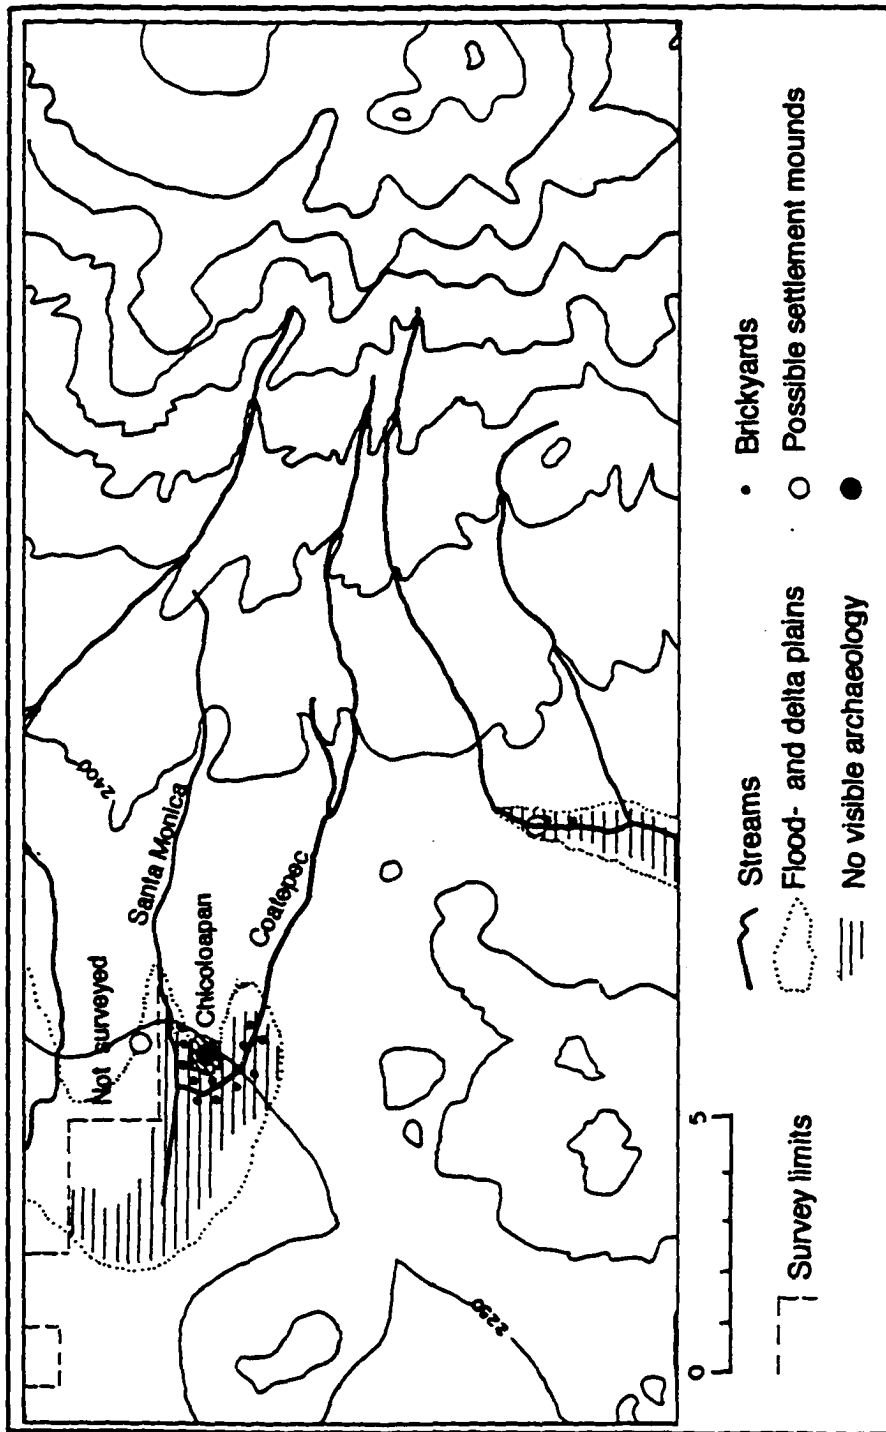 2400
Santa Monica
Coatepec
Chicoloapan
Not surveyed
2250
0 5
Streams
Brickyards
Flood- and delta plains
Possible settlement mounds
Survey limits
No visible archaeology